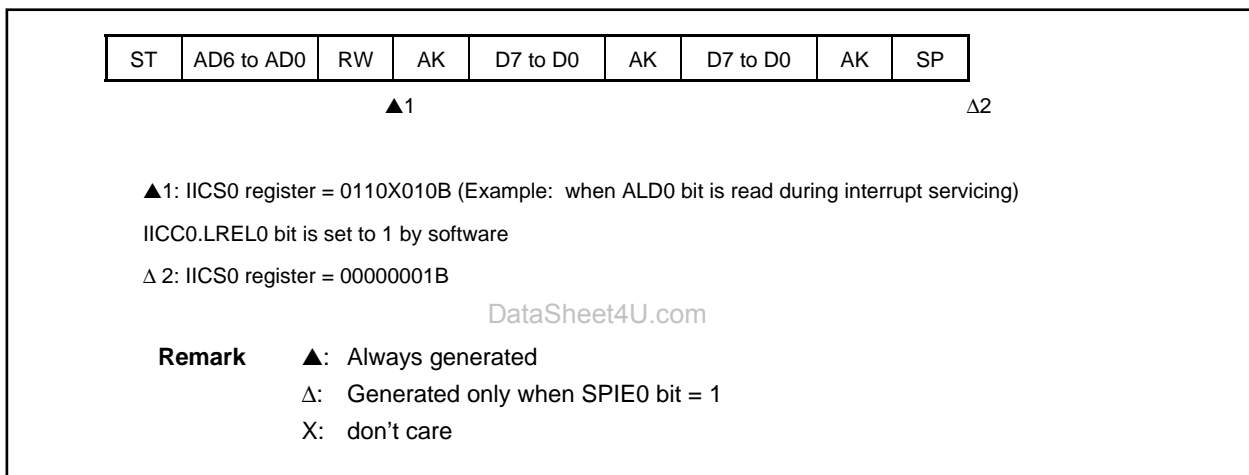 ST AD6 to AD0 RW AK D7 to D0 AK D7 to D0 AK SP
▲1 Δ2
▲1: IICS0 register = 0110X010B (Example: when ALD0 bit is read during interrupt servicing)
IICC0.LREL0 bit is set to 1 by software
Δ 2: IICS0 register = 00000001B
DataSheet4U.com
Remark ▲: Always generated
Δ: Generated only when SPIE0 bit = 1
X: don't care